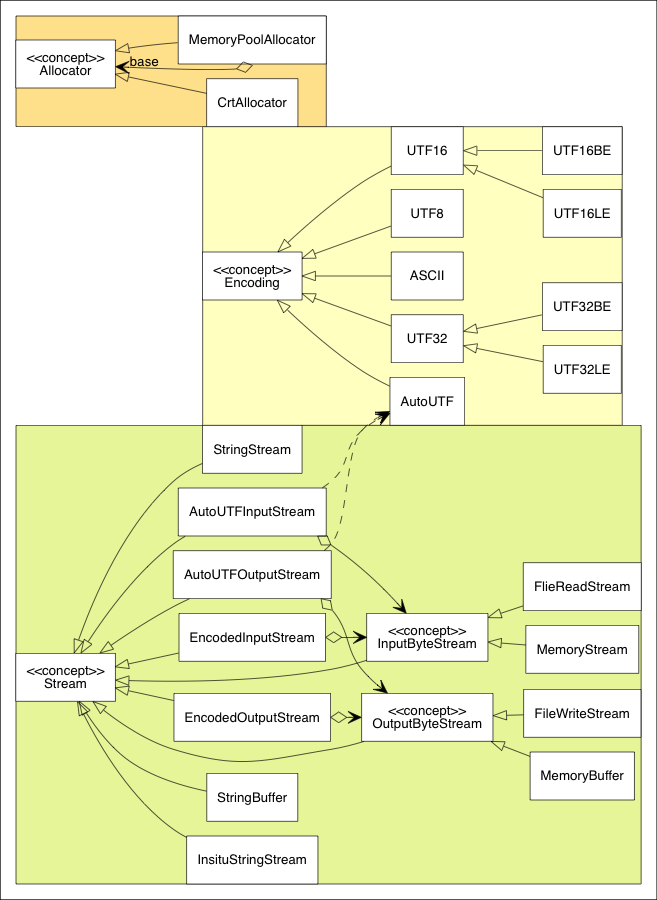 MemoryPoolAllocator
<<concept>>
Allocator
base
CrtAllocator
UTF16
UTF16BE
UTF8
UTF16LE
<<concept>>
Encoding
ASCII
UTF32BE
UTF32
UTF32LE
AutoUTF
StringStream
AutoUTFInputStream
AutoUTFOutputStream
FlieReadStream
EncodedInputStream
<<concept>>
InputByteStream
MemoryStream
<<concept>>
Stream
EncodedOutputStream
<<concept>>
OutputByteStream
FileWriteStream
MemoryBuffer
StringBuffer
InsituStringStream